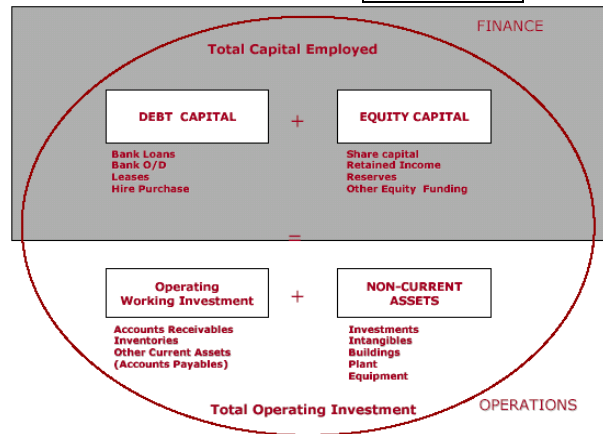 FINANCE
Total Capital Employed
DEBT CAPITAL + EQUITY CAPITAL
Bank Loans
Bank O/D
Leases
Hire Purchase
Share capital
Retained Income
Reserves
Other Equity Funding
=
Operating
Working Investment
+
NON-CURRENT
ASSETS
Accounts Receivables
Inventories
Other Current Assets
(Accounts Payables)
Investments
Intangibles
Buildings
Plant
Equipment
Total Operating Investment
OPERATIONS